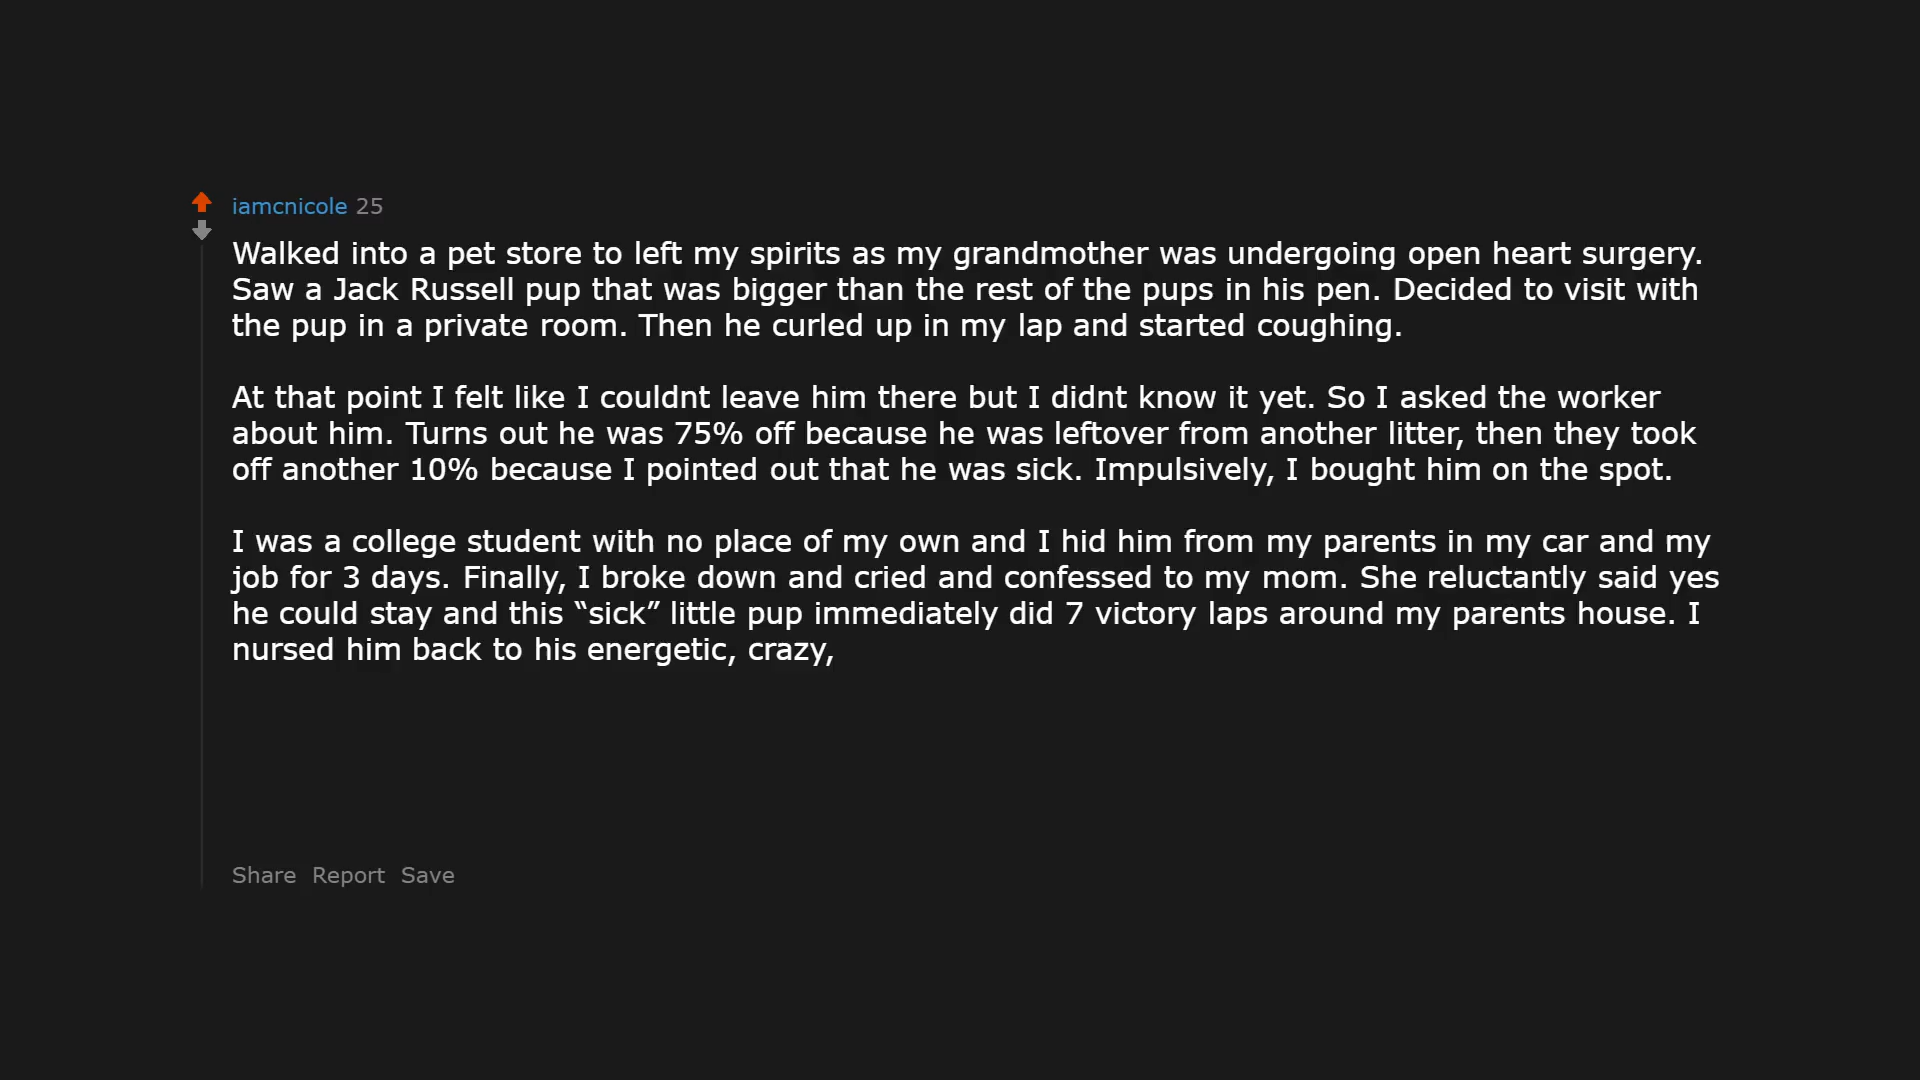 iamcnicole 25
Walked into a pet store to left my spirits as my grandmother was undergoing open heart surgery.
Saw a Jack Russell pup that was bigger than the rest of the pups in his pen. Decided to visit with
the pup in a private room. Then he curled up in my lap and started coughing.
At that point I felt like I couldnt leave him there but I didnt know it yet. So I asked the worker
about him. Turns out he was 75% off because he was leftover from another litter, then they took
off another 10% because I pointed out that he was sick. Impulsively, I bought him on the spot.
I was a college student with no place of my own and I hid him from my parents in my car and my
job for 3 days. Finally, I broke down and cried and confessed to my mom. She reluctantly said yes
he could stay and this “sick” little pup immediately did 7 victory laps around my parents house. I
nursed him back to his energetic, crazy,
Share Report Save